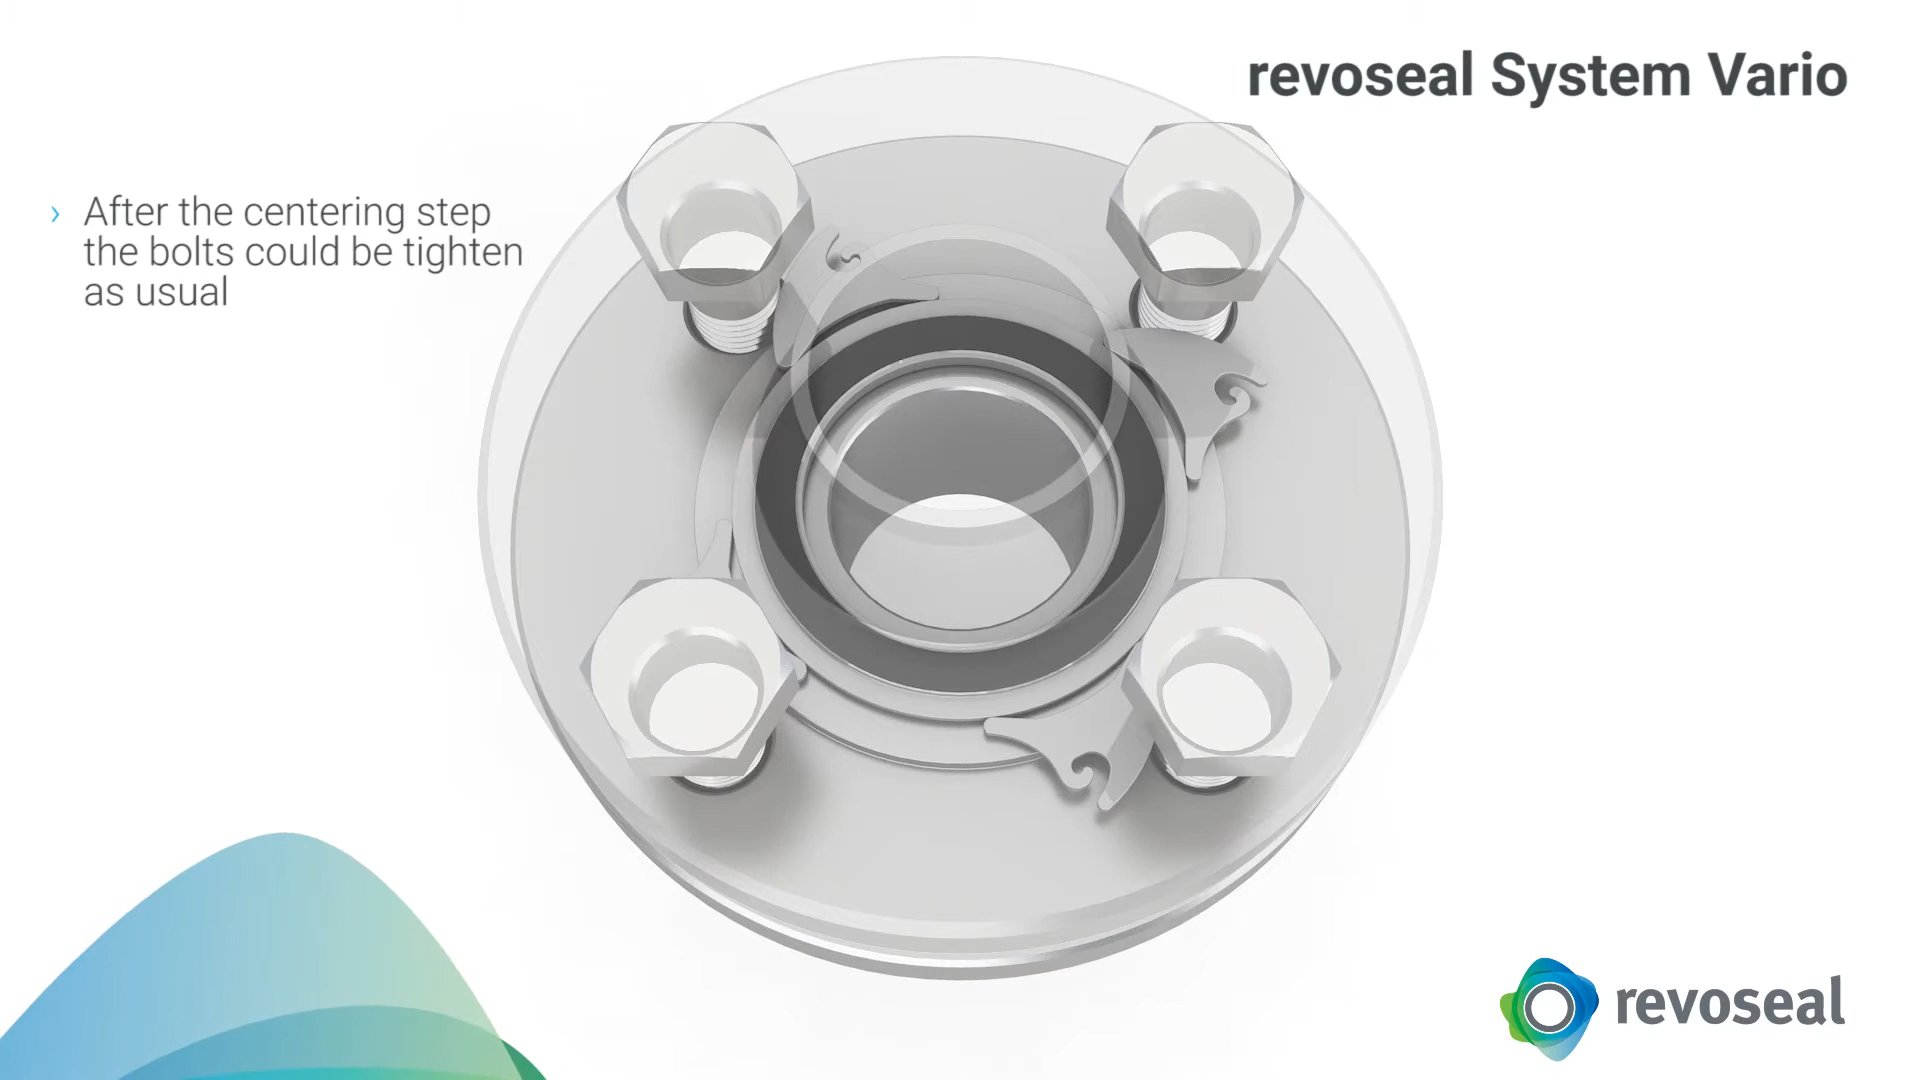 revoseal System Vario
› After the centering step
the bolts could be tighten
as usual
revoseal